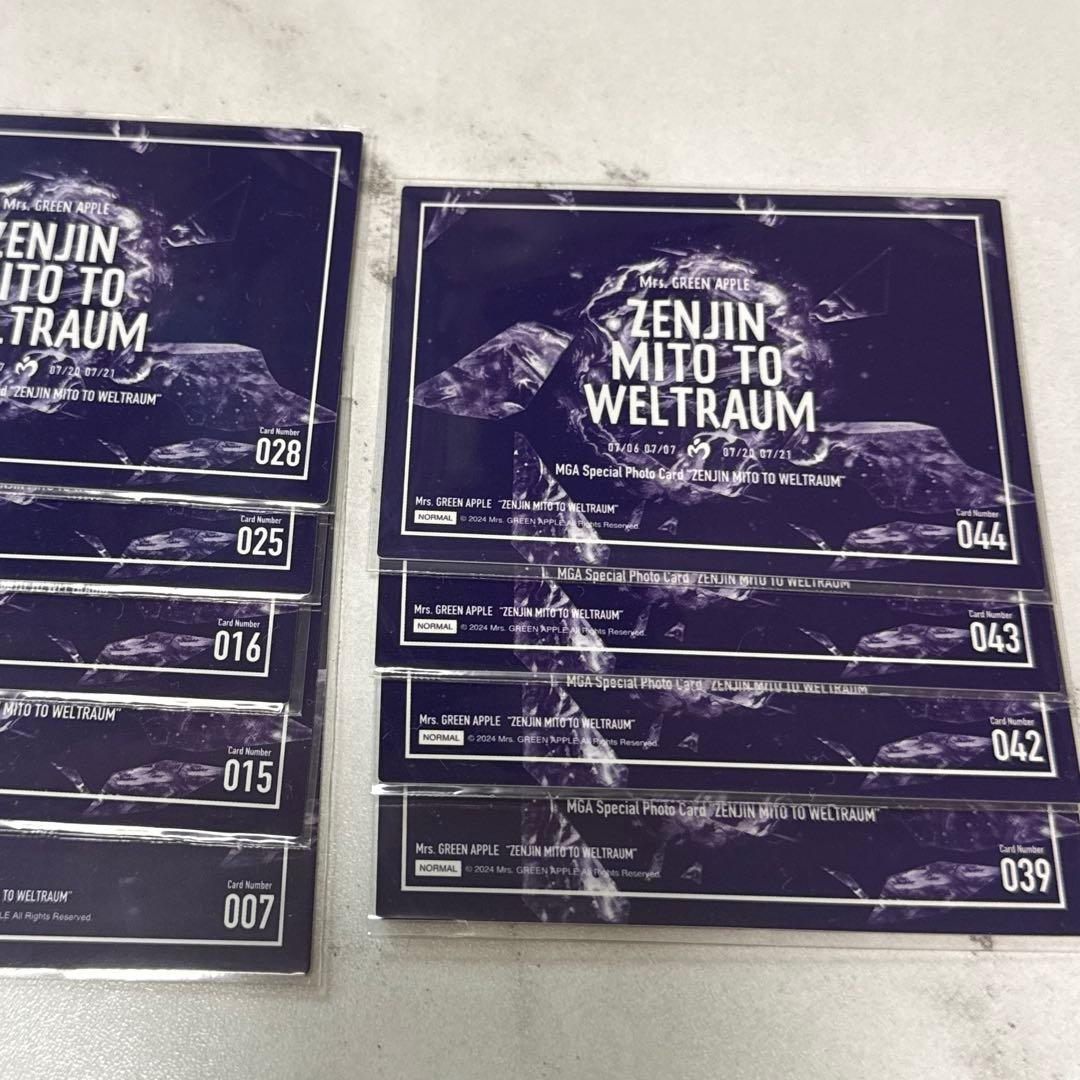 Mrs. GREEN APPLE
ZENJIN
MITO TO
WELTRAUM
07/20 07/21
"ZENJIN MITO TO WELTRAUM"
Card Number
028
Card Number
025
Card Number
016
MITO TO WELTRAUM"
Card Number
015
TO WELTRAUM"
Card Number
007
All Rights Reserved.
Mrs. GREEN APPLE
ZENJIN
MITO TO
WELTRAUM
07/06 07/07 07/20 07/21
MGA Special Photo Card "ZENJIN MITO TO WELTRAUM"
Mrs. GREEN APPLE "ZENJIN MITO TO WELTRAUM"
NORMAL © 2024 Mrs. GREEN APPLE All Rights Reserved.
Card Number
044
MGA Special Photo Card "ZENJIN MITO TO WELTRAUM"
Mrs. GREEN APPLE "ZENJIN MITO TO WELTRAUM"
NORMAL © 2024 Mrs. GREEN APPLE All Rights Reserved.
Card Number
043
MGA Special Photo Card "ZENJIN MITO TO WELTRAUM"
Mrs. GREEN APPLE "ZENJIN MITO TO WELTRAUM"
NORMAL © 2024 Mrs. GREEN APPLE All Rights Reserved.
Card Number
042
MGA Special Photo Card "ZENJIN MITO TO WELTRAUM"
Mrs. GREEN APPLE "ZENJIN MITO TO WELTRAUM"
NORMAL © 2024 Mrs. GREEN APPLE All Rights Reserved.
Card Number
039